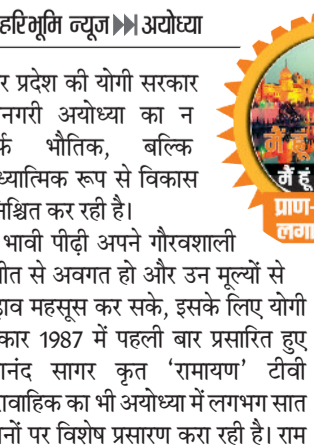 हरिभूमि न्यूज ▶▶ अयोध्या
प्रदेश की योगी सरकार
नगरी अयोध्या का न
भौतिक, बल्कि
रूप से विकास
कर रही है।
भावी पीढ़ी अपने गौरवशाली
से अवगत हो और उन मूल्यों से
महसूस कर सके, इसके लिए योगी
1987 में पहली बार प्रसारित हुए
सागर कृत ‘रामायण’ टीवी
का भी अयोध्या में लगभग सात
पर विशेष प्रसारण करा रही है। राम
मैं हूं
मैं हूं
प्राण-
लगा